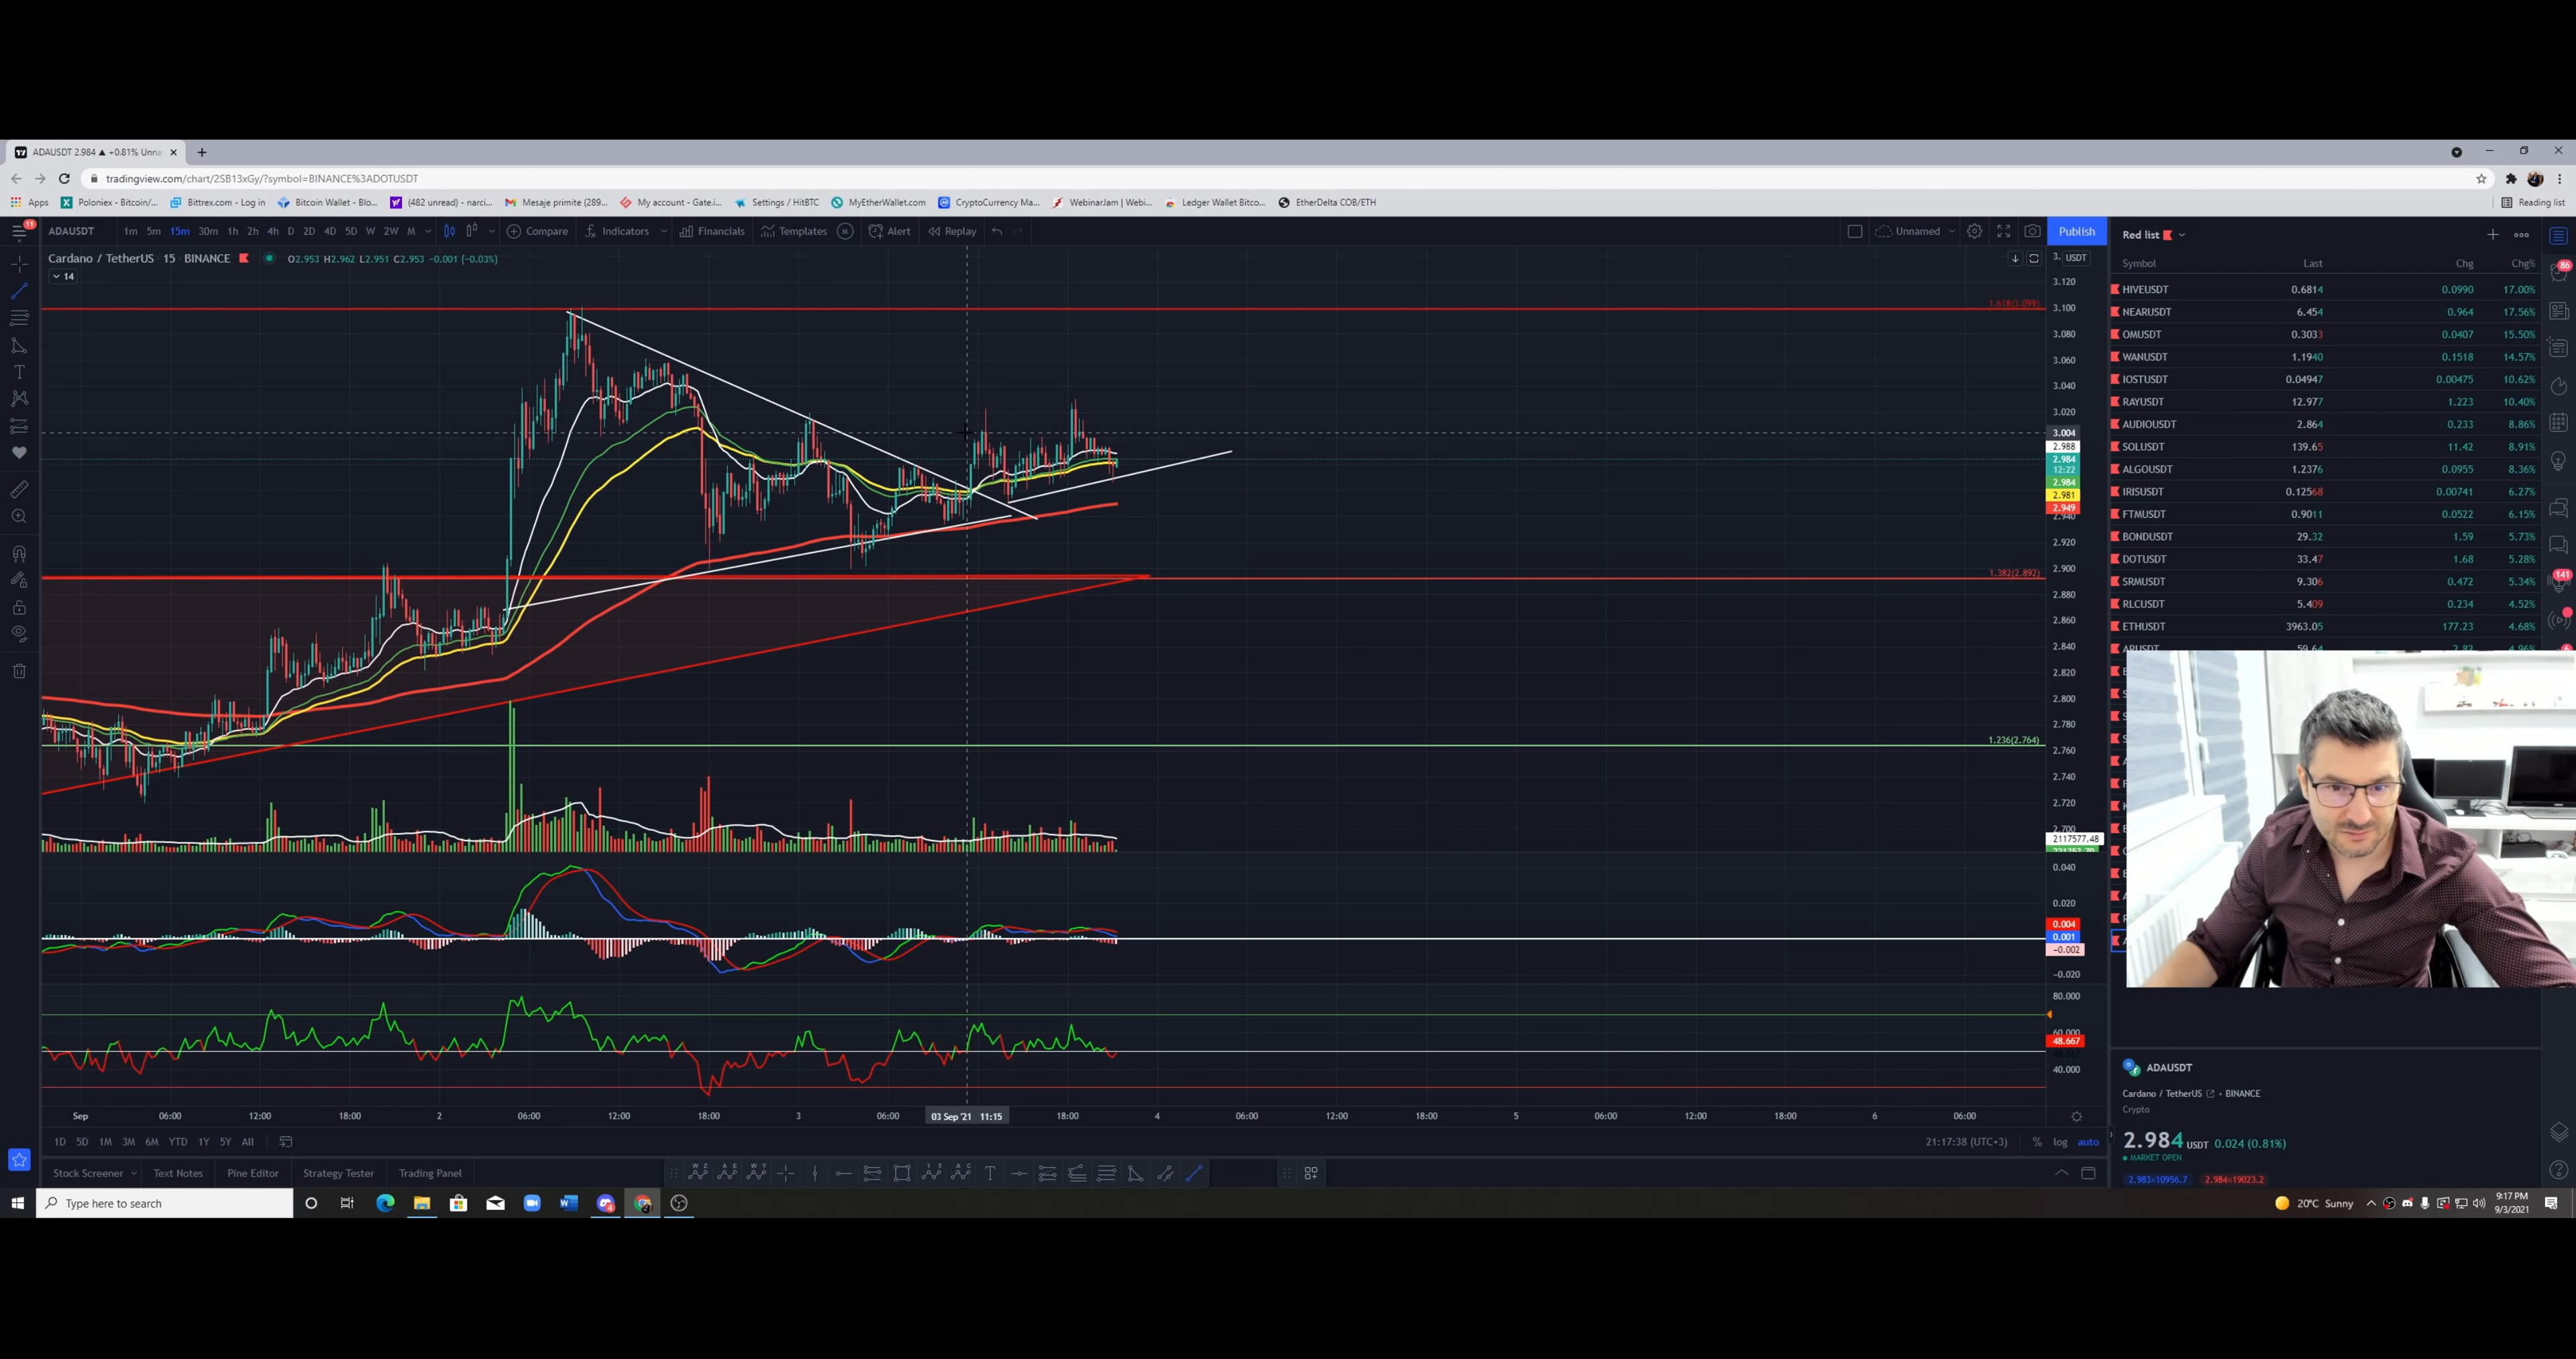 ADAUSDT 2.984 ▲ +0.81% Unna
tradingview.com/chart/2SB13xGy/?symbol=BINANCE%3ADOTUSDT
Apps Poloniex - Bitcoin/... Bittrex.com - Log in Bitcoin Wallet - Blo... (482 unread) - narci... Mesaje primite (289... My account - Gate.i... Settings / HitBTC MyEtherWallet.com CryptoCurrency Ma... WebinarJam | Webi... Ledger Wallet Bitco... EtherDelta COB/ETH Reading list
ADAUSDT 1m 5m 15m 30m 1h 2h 4h D 2D 4D 5D W 2W M Compare Indicators Financials Templates M Alert Replay Unnamed Publish
Cardano / TetherUS 15 BINANCE O2.953 H2.962 L2.951 C2.953 −0.001 (−0.03%)
14
USDT
3.120
3.100
3.080
3.060
3.040
3.020
3.004
2.988
2.984
12:22
2.984
2.981
2.949
2.940
2.920
2.900
2.880
2.860
2.840
2.820
2.800
2.780
2.760
2.740
2.720
2.700
2117577.48
0.040
0.020
0.004
0.001
−0.002
−0.020
80.000
60.000
48.667
40.000
1.618(3.099)
1.382(2.892)
1.236(2.764)
Sep 06:00 12:00 18:00 2 06:00 12:00 18:00 3 06:00 03 Sep '21 11:15 18:00 4 06:00 12:00 18:00 5 06:00 12:00 18:00 6 06:00
1D 5D 1M 3M 6M YTD 1Y 5Y All 21:17:38 (UTC+3) % log auto
Stock Screener Text Notes Pine Editor Strategy Tester Trading Panel
Red list
Symbol Last Chg Chg%
HIVEUSDT 0.6814 0.0990 17.00%
NEARUSDT 6.454 0.964 17.56%
OMUSDT 0.3033 0.0407 15.50%
WANUSDT 1.1940 0.1518 14.57%
IOSTUSDT 0.04947 0.00475 10.62%
RAYUSDT 12.977 1.223 10.40%
AUDIOUSDT 2.864 0.233 8.86%
SOLUSDT 139.65 11.42 8.91%
ALGOUSDT 1.2376 0.0955 8.36%
IRISUSDT 0.12568 0.00741 6.27%
FTMUSDT 0.9011 0.0522 6.15%
BONDUSDT 29.32 1.59 5.73%
DOTUSDT 33.47 1.68 5.28%
SRMUSDT 9.306 0.472 5.34%
RLCUSDT 5.409 0.234 4.52%
ETHUSDT 3963.05 177.23 4.68%
ADAUSDT
Cardano / TetherUS • BINANCE
Crypto
2.984 USDT 0.024 (0.81%)
MARKET OPEN
2.983×10956.7 2.984×19023.2
86
141
Type here to search
20°C Sunny
9:17 PM
9/3/2021